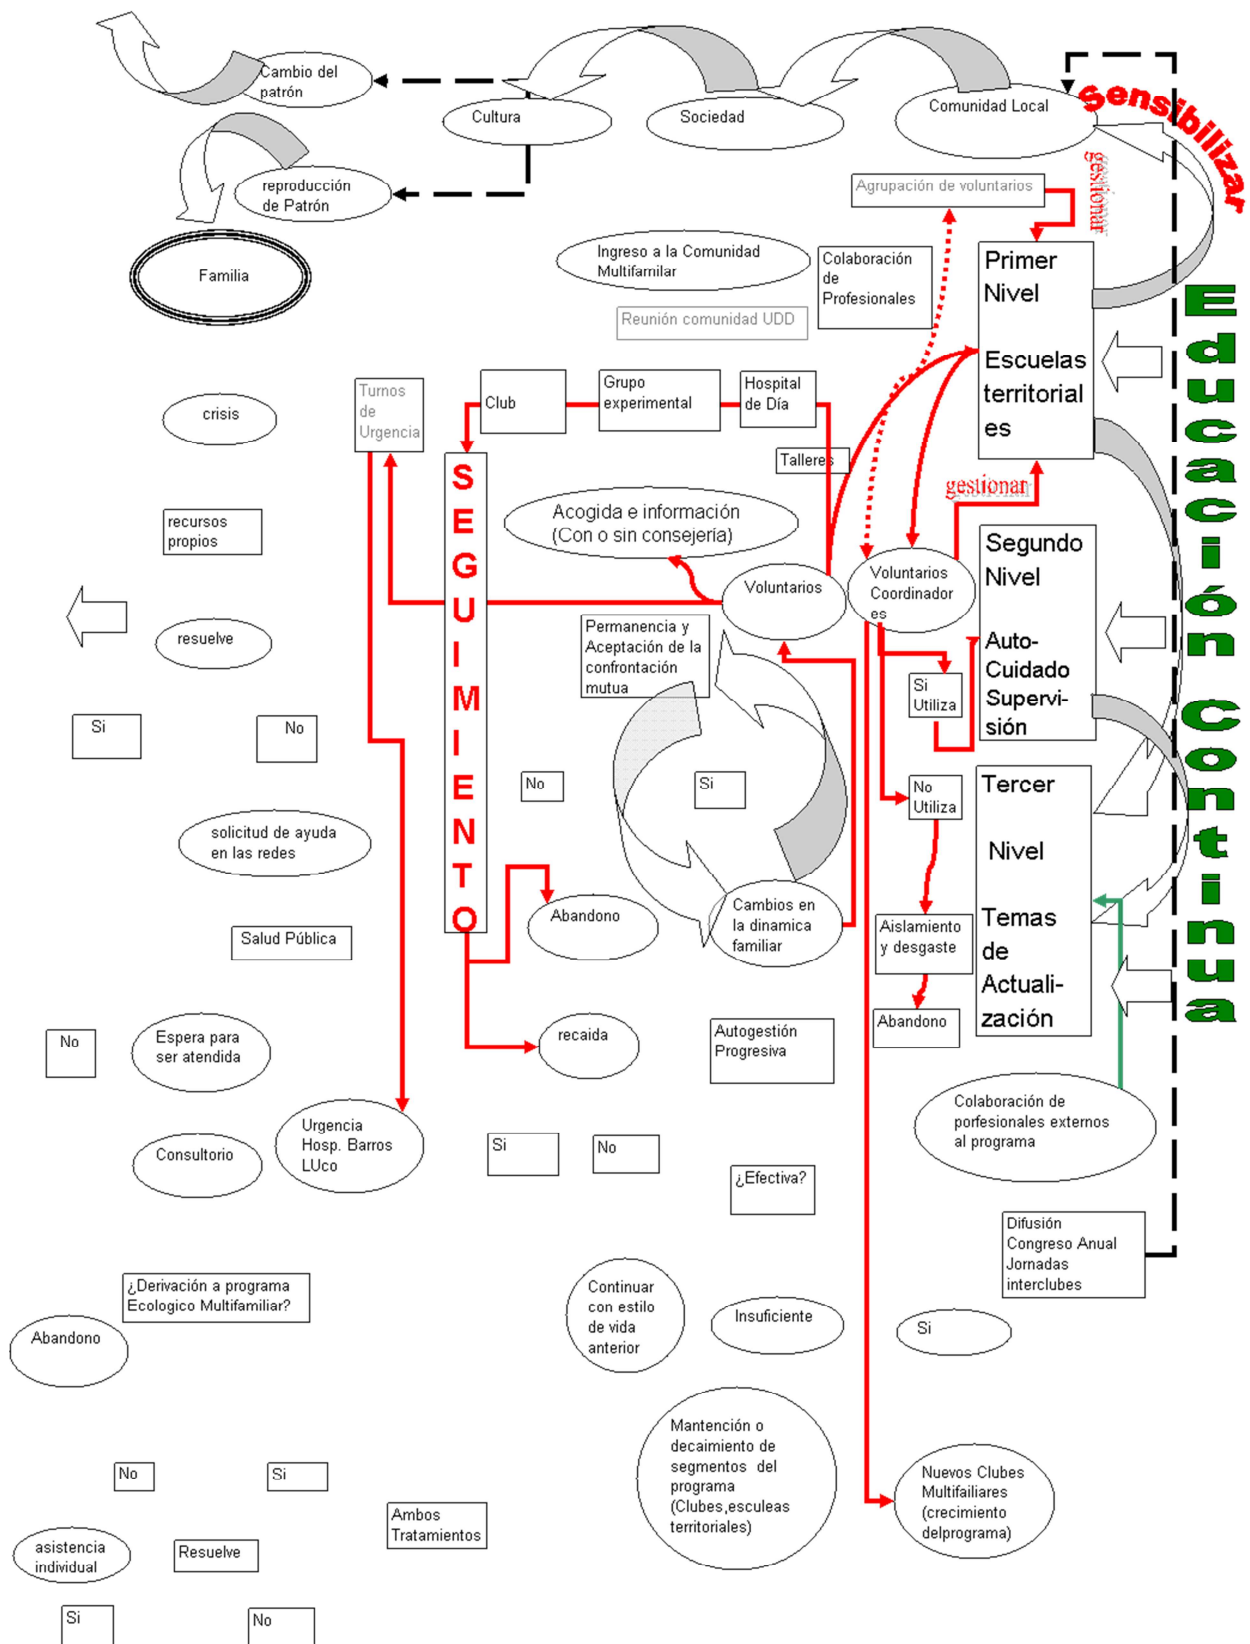 Cambio del
patrón
Cultura
Sociedad
Comunidad Local
sensibilizar
reproducción
de Patrón
Agrupación de voluntarios
gestionar
Familia
Ingreso a la Comunidad
Multifamilar
Colaboración
de
Profesionales
Primer
Nivel
Escuelas
territorial
es
Reunión comunidad UDD
Educación Continua
crisis
Turnos
de
Urgencia
Club
Grupo
experimental
Hospital
de Día
Talleres
SEGUIMIENTO
gestionar
recursos
propios
Acogida e información
(Con o sin consejería)
Segundo
Nivel
Auto-
Cuidado
Supervi-
sión
Voluntarios
Voluntarios
Coordinador
es
resuelve
Permanencia y
Aceptación de la
confrontación
mutua
Si
Utiliza
Si
No
No
Si
No
Utiliza
Tercer
Nivel
Temas
de
Actuali-
zación
solicitud de ayuda
en las redes
Abandono
Cambios en
la dinamica
familiar
Aislamiento
y desgaste
Salud Pública
Abandono
No
Espera para
ser atendida
recaida
Autogestión
Progresiva
Colaboración de
porfesionales externos
al programa
Consultorio
Urgencia
Hosp. Barros
LUco
Si
No
¿Efectiva?
Difusión
Congreso Anual
Jornadas
interclubes
¿Derivación a programa
Ecologico Multifamiliar?
Abandono
Continuar
con estilo
de vida
anterior
Insuficiente
Si
Mantención o
decaimiento de
segmentos del
programa
(Clubes,esculeas
territoriales)
Nuevos Clubes
Multifailiares
(crecimiento
delprograma)
No
Si
Ambos
Tratamientos
asistencia
individual
Resuelve
Si
No